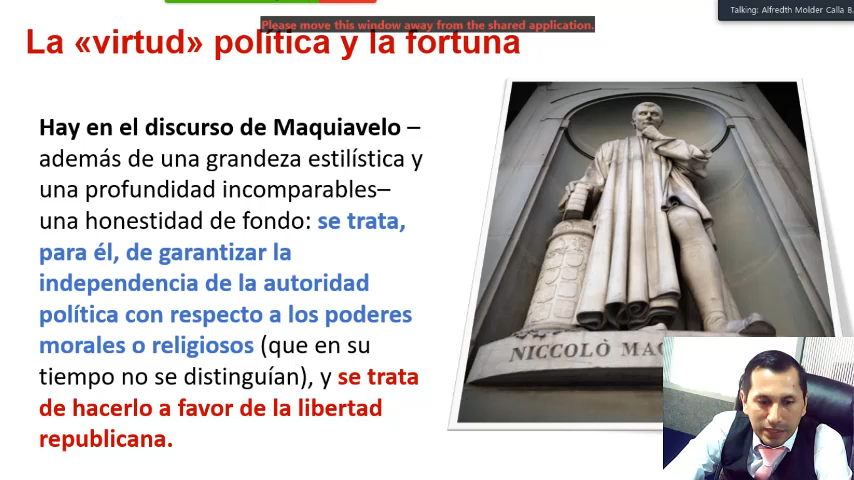 Talking: Alfredth Molder Calla B.
Please move this window away from the shared application.
La «virtud» política y la fortuna
Hay en el discurso de Maquiavelo –
además de una grandeza estilística y
una profundidad incomparables–
una honestidad de fondo: se trata,
para él, de garantizar la
independencia de la autoridad
política con respecto a los poderes
morales o religiosos (que en su
tiempo no se distinguían), y se trata
de hacerlo a favor de la libertad
republicana.
NICCOLÒ MAC